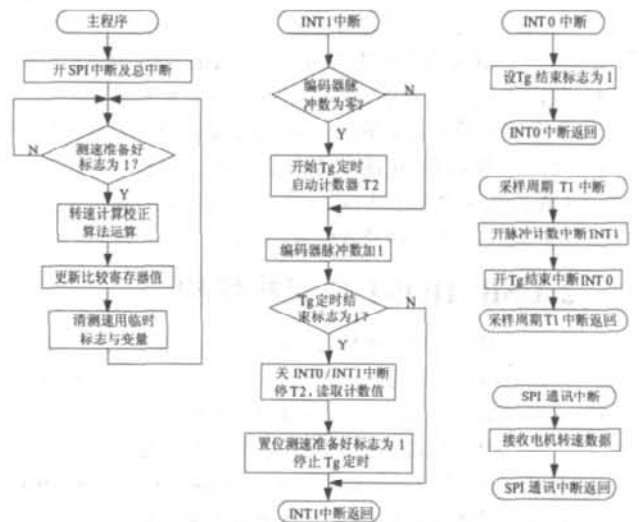 主程序
开SPI中断及总中断
N
测速准备好
标志为1?
Y
转速计算校正
算法运算
更新比较寄存器值
清测速用临时
标志与变量
INT1中断
编码器脉
冲数为零?
N
Y
开始Tg定时
启动计数器T2
编码器脉冲数加1
Tg定时结
束标志为1?
N
Y
关INT0/INT1中断
停T2,读取计数值
置位测速准备好标志为1
停止Tg定时
INT1中断返回
INT0中断
设Tg结束标志为1
INT0中断返回
采样周期T1中断
开脉冲计数中断INT1
开Tg结束中断INT0
采样周期T1中断返回
SPI通讯中断
接收电机转速数据
SPI通讯中断返回